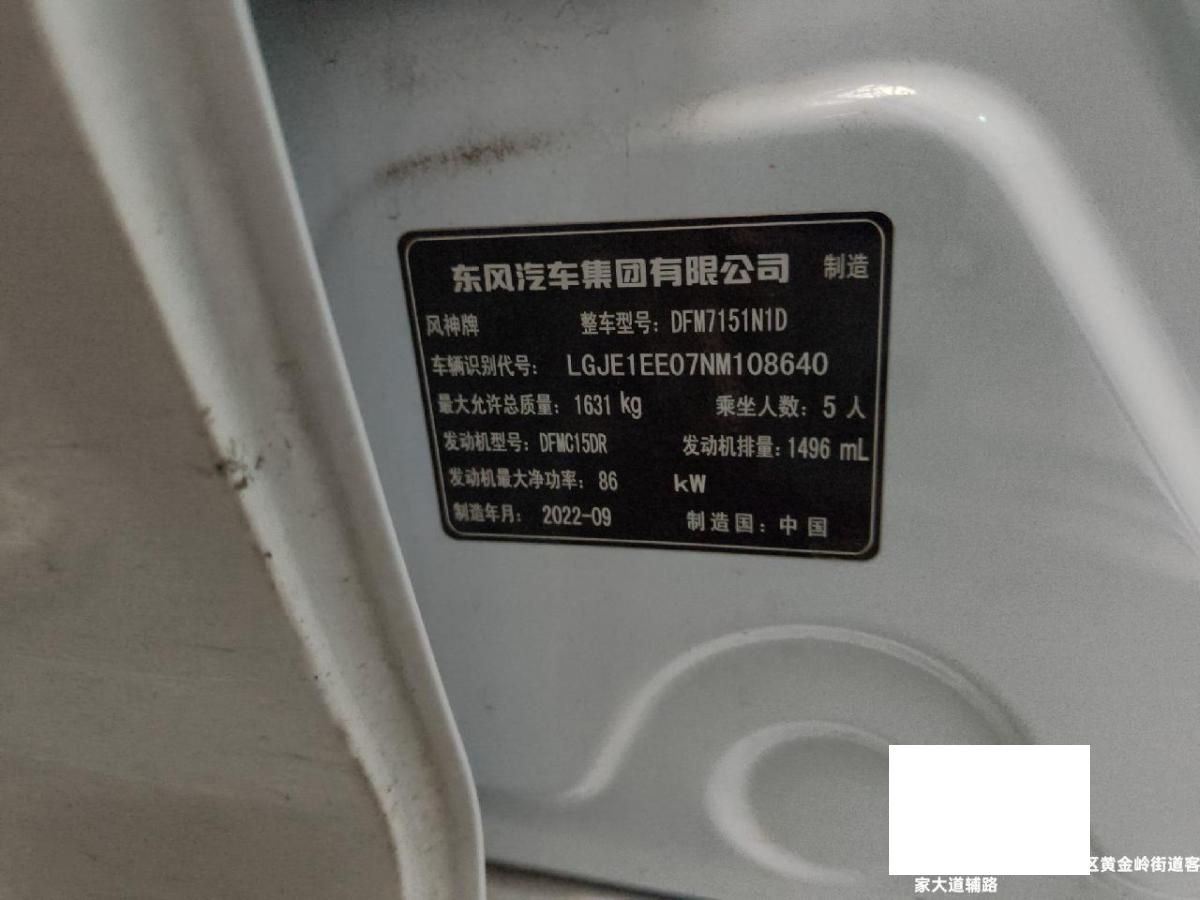 东风汽车集团有限公司 制造
风神牌 整车型号：DFM7151N1D
车辆识别代号： LGJE1EE07NM108640
最大允许总质量：1631 kg 乘坐人数：5 人
发动机型号：DFMC15DR 发动机排量：1496 mL
发动机最大净功率：86 kW
制造年月：2022-09 制造国：中国
区黄金岭街道客
家大道辅路